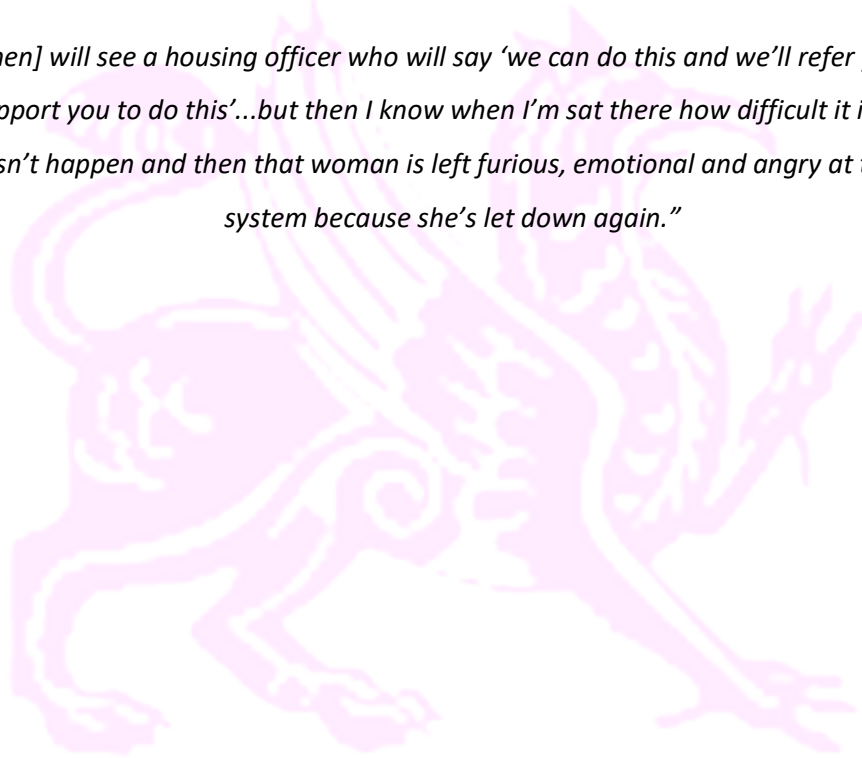 hen] will see a housing officer who will say ‘we can do this and we’ll refer
pport you to do this’...but then I know when I’m sat there how difficult it i
sn’t happen and then that woman is left furious, emotional and angry at
system because she’s let down again.”